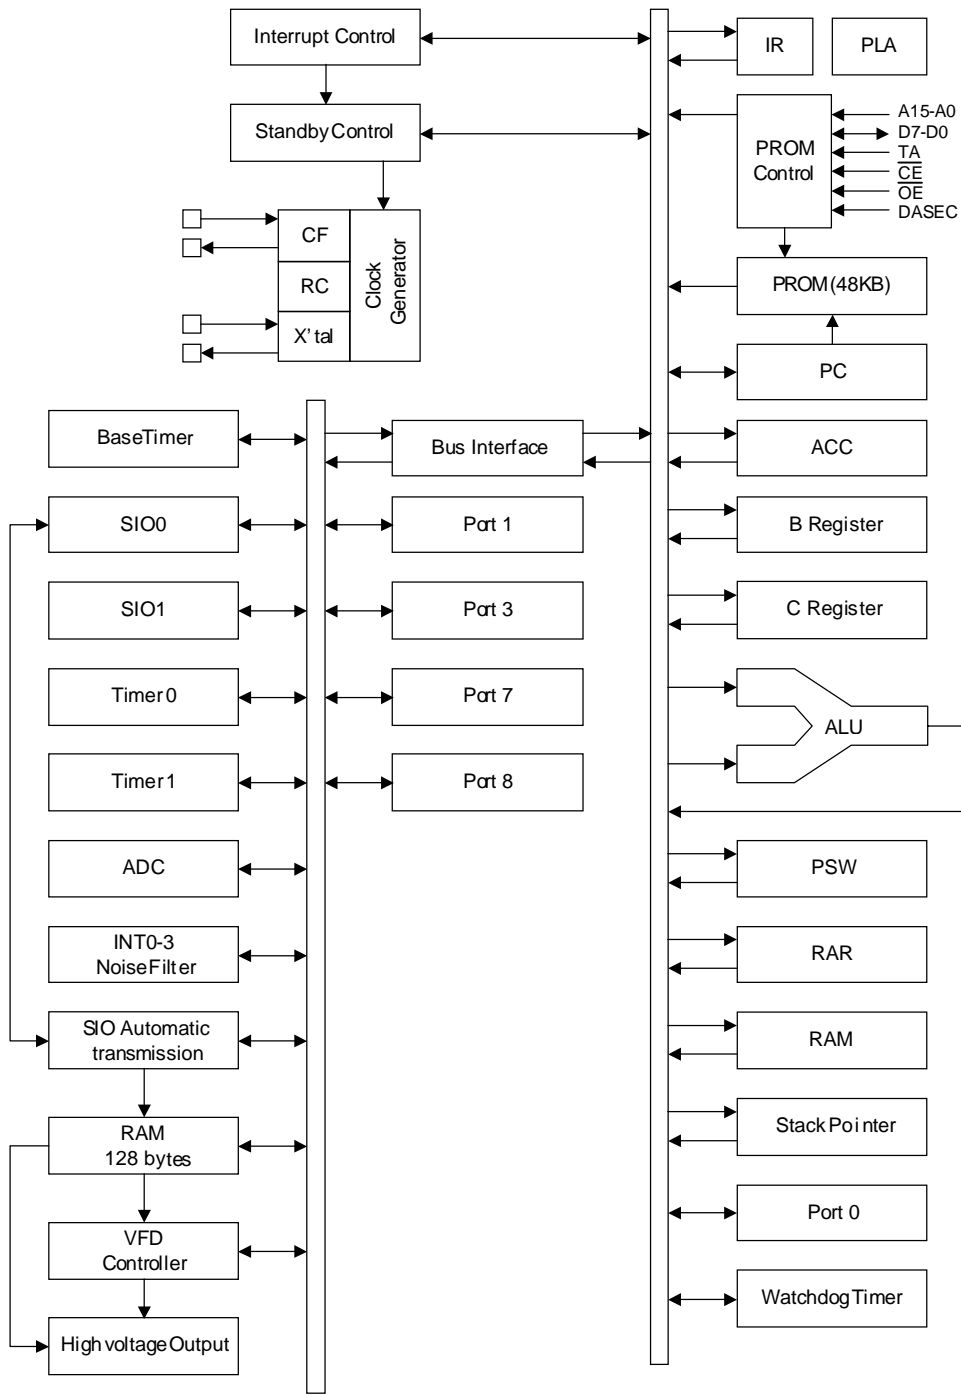 Interrupt Control
IR
PLA
Standby Control
PROM
Control
A15-A0
D7-D0
TA
CE
OE
DASEC
CF
RC
X' tal
Clock
Generator
PROM (48KB)
PC
Base Timer
Bus Interface
ACC
SIO0
Port 1
B Register
SIO1
Port 3
C Register
Timer 0
Port 7
ALU
Timer 1
Port 8
ADC
PSW
INT0-3
Noise Filter
RAR
SIO Automatic
transmission
RAM
RAM
128 bytes
Stack Pointer
Port 0
VFD
Controller
Watchdog Timer
High voltage Output